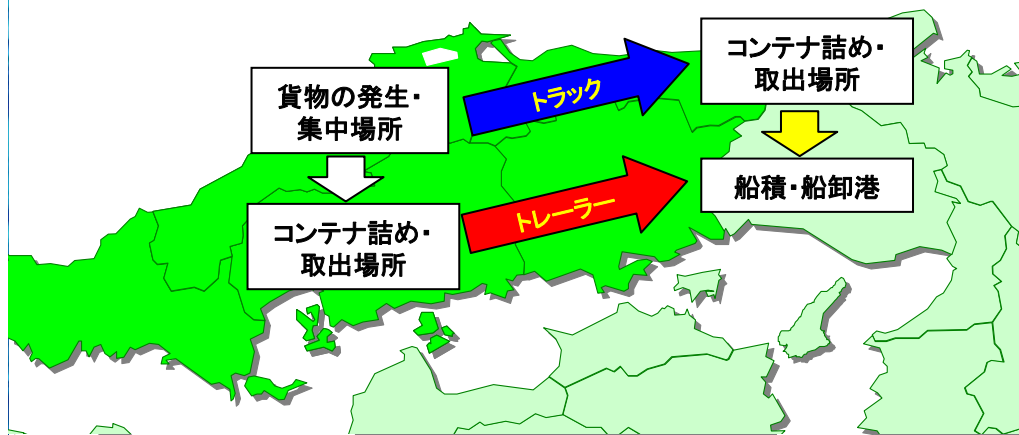 貨物の発生・
集中場所
コンテナ詰め・
取出場所
トラック
トレーラー
コンテナ詰め・
取出場所
船積・船卸港